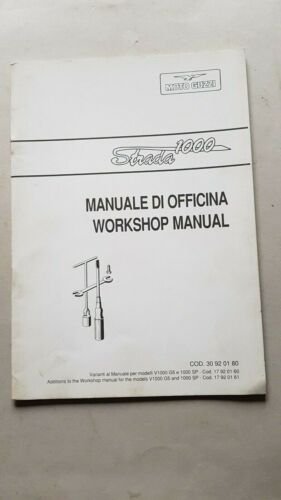 MOTO GUZZI
Strada 1000
MANUALE DI OFFICINA
WORKSHOP MANUAL
COD. 30 92 01 60
Varianti al Manuale per modelli V1000 G5 e 1000 SP - Cod. 17 92 01 60
Additions to the Workshop manual for the models V1000 G5 and 1000 SP - Cod. 17 92 01 61